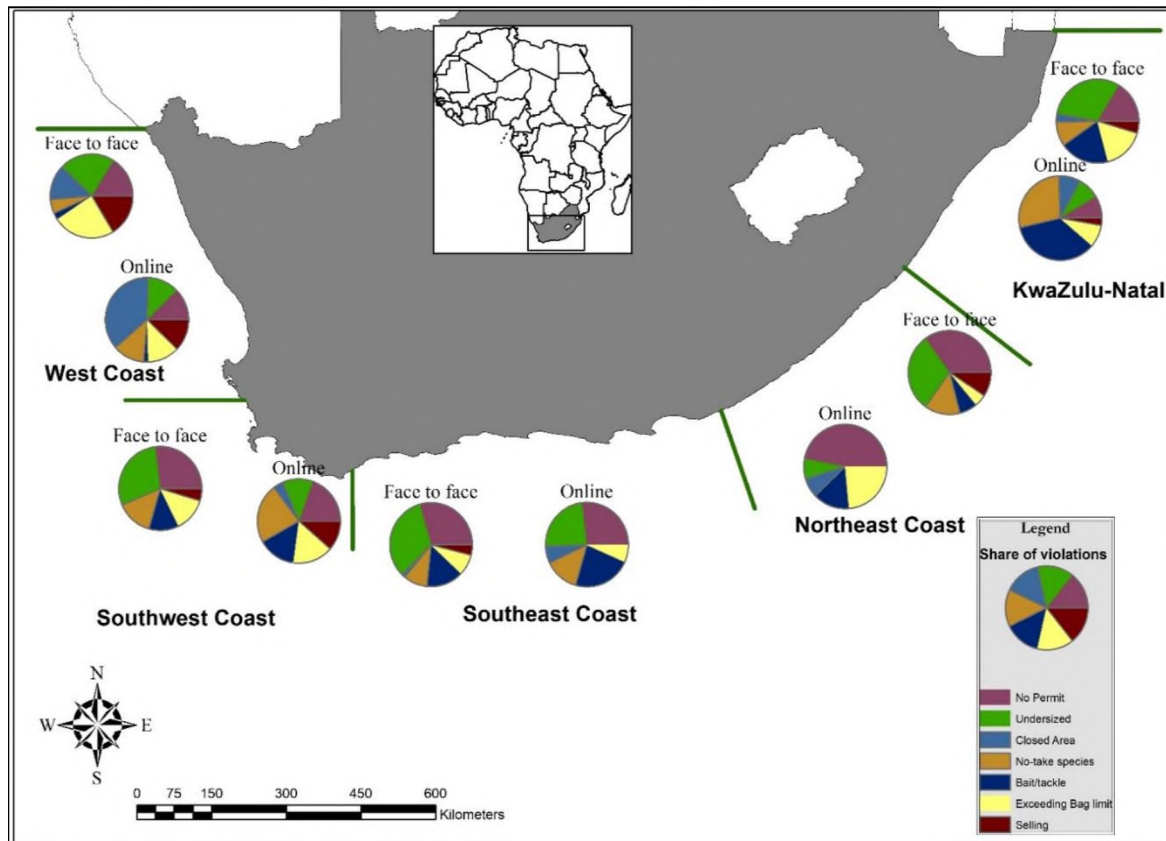 Face to face
Online
KwaZulu-Natal
Face to face
Online
West Coast
Face to face
Online
Northeast Coast
Face to face
Online
Southwest Coast
Face to face
Online
Southeast Coast
N
W
E
S
0 75 150 300 450 600
Kilometers
Legend
Share of violations
No Permit
Undersized
Closed Area
No-take species
Bait/tackle
Exceeding Bag limit
Selling